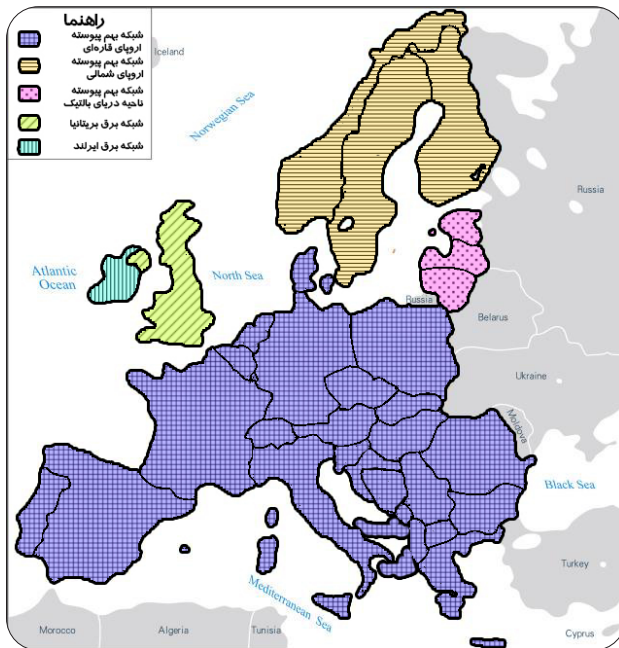 راهنما
شبکه بهم پیوسته
اروپای قاره‌ای
شبکه بهم پیوسته
اروپای شمالی
شبکه بهم پیوسته
ناحیه دریای بالتیک
شبکه برق بریتانیا
شبکه برق ایرلند
Iceland
Norwegian Sea
Russia
Atlantic
Ocean
North Sea
Russia
Belarus
Ukraine
Moldova
Black Sea
Turkey
Mediterranean Sea
Morocco
Algeria
Tunisia
Cyprus